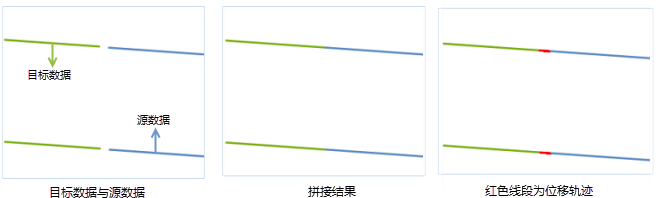 目标数据
源数据
目标数据与源数据
拼接结果
红色线段为位移轨迹